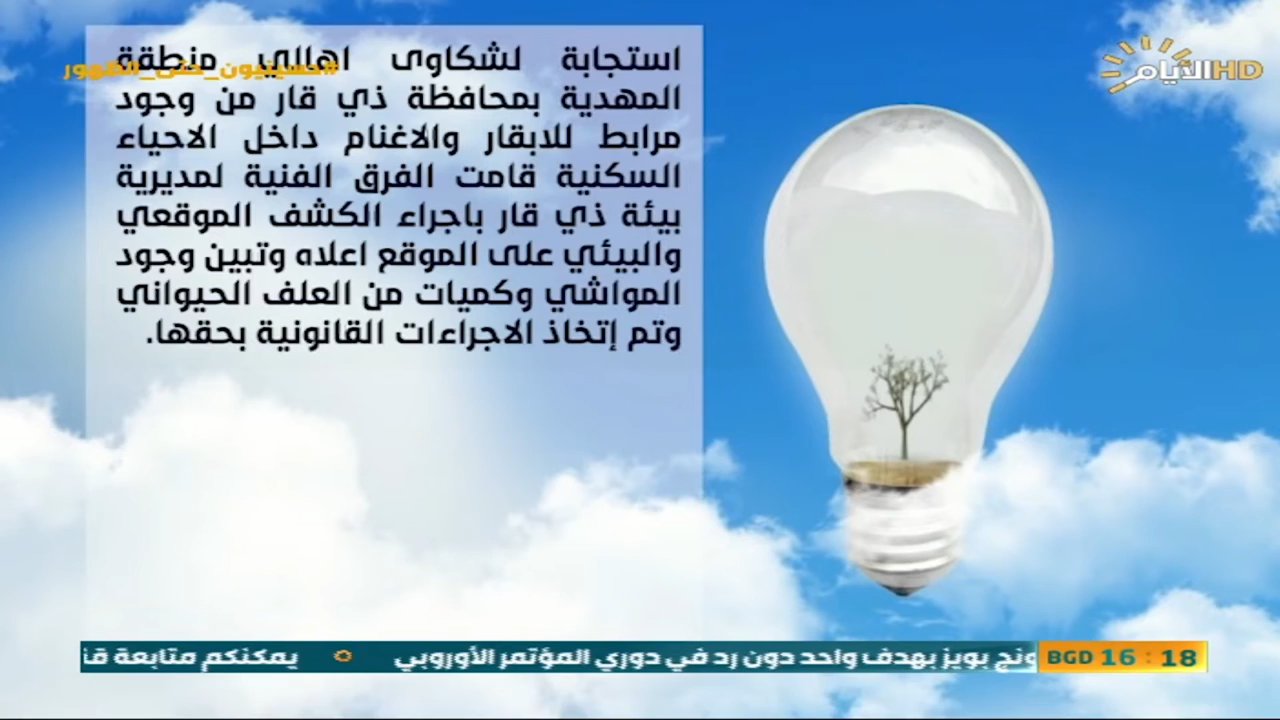 استجابة لشكاوى اهالي منطقة
المهدية بمحافظة ذي قار من وجود
مرابط للابقار والاغنام داخل الاحياء
السكنية قامت الفرق الفنية لمديرية
بيئة ذي قار باجراء الكشف الموقعي
والبيئي على الموقع اعلاه وتبين وجود
المواشي وكميات من العلف الحيواني
وتم إتخاذ الاجراءات القانونية بحقها.
#حسينيون_حتى_الظهور
الأيام HD
بويز بهدف واحد دون رد في دوري المؤتمر الأوروبي
يمكنكم متابعة
BGD 16 : 18